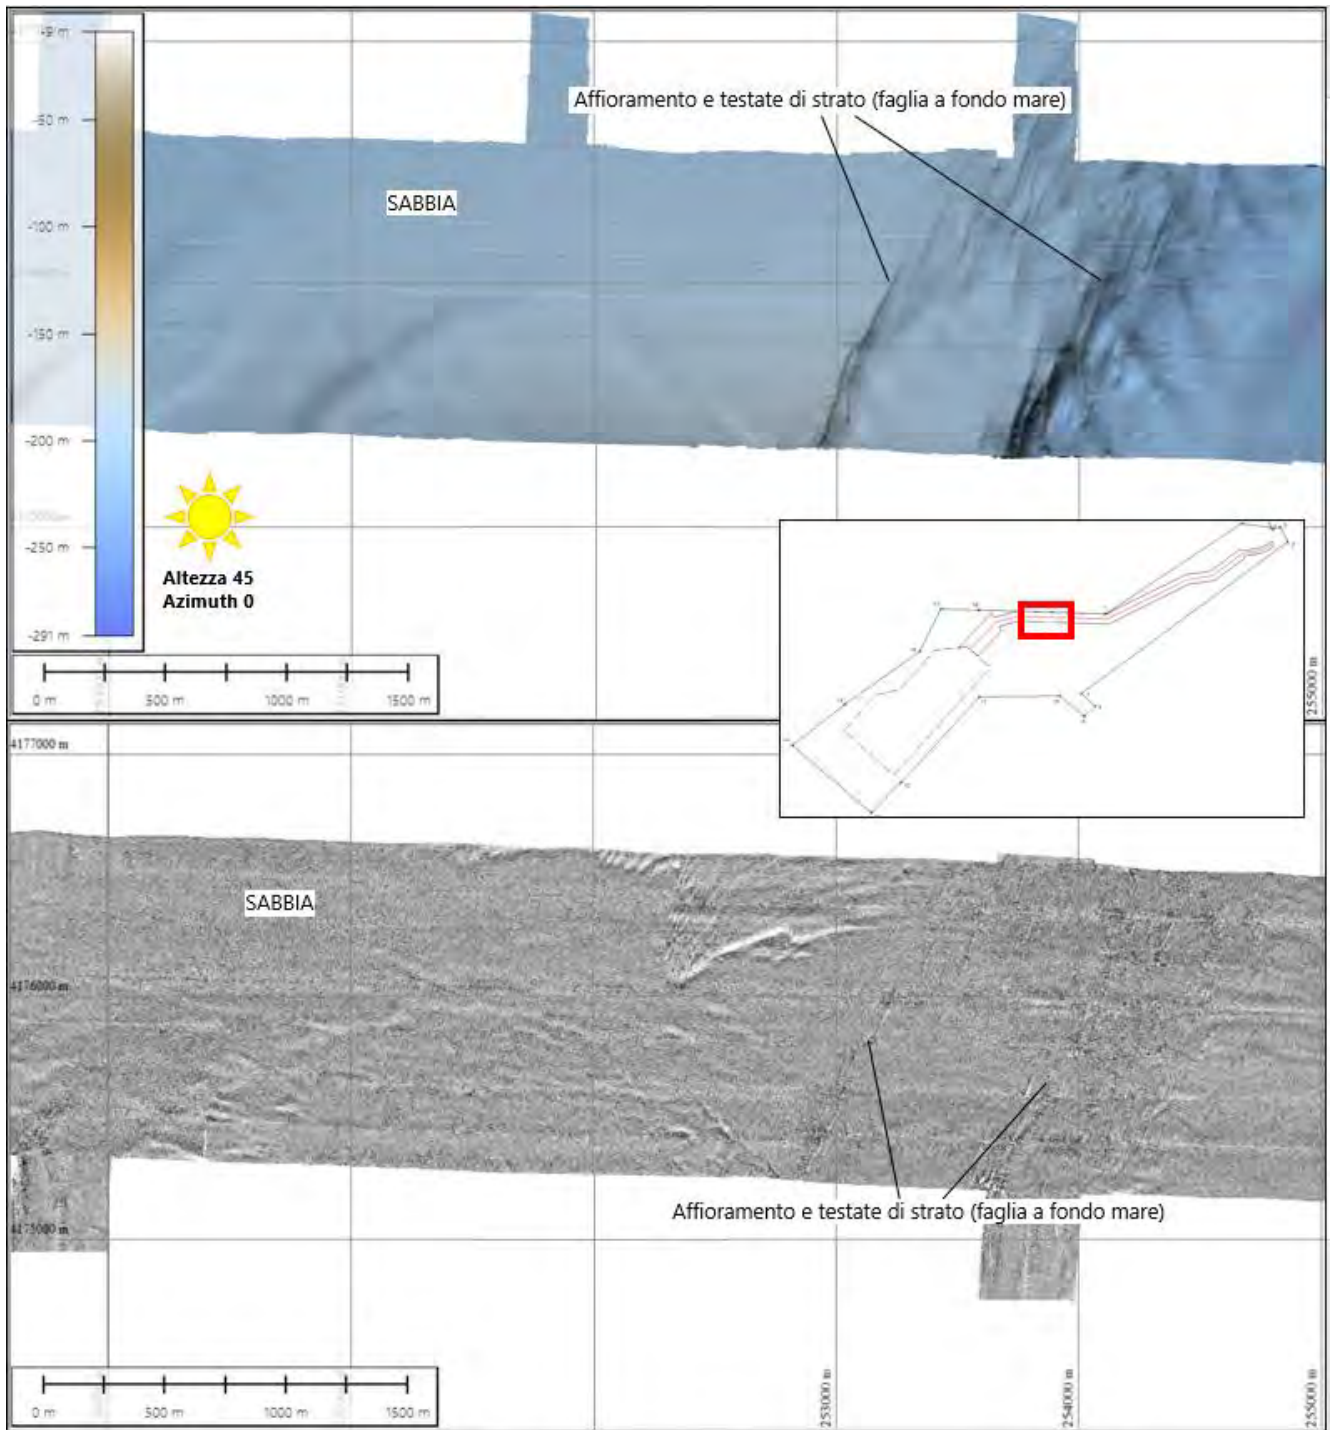 -9 m
-50 m
-100 m
-150 m
-200 m
-250 m
-291 m
Affioramento e testate di strato (faglia a fondo mare)
SABBIA
Altezza 45
Azimuth 0
0 m 500 m 1000 m 1500 m
255000 m
4177000 m
SABBIA
4176000 m
Affioramento e testate di strato (faglia a fondo mare)
4175000 m
0 m 500 m 1000 m 1500 m
253000 m
254000 m
255000 m